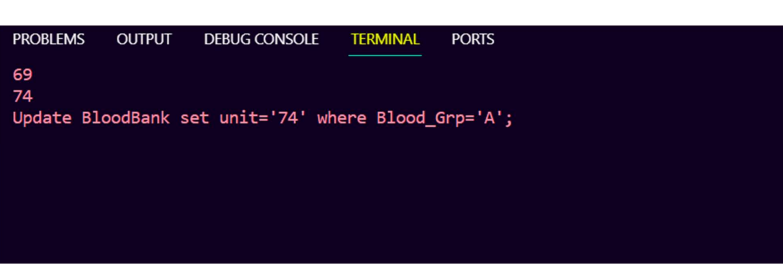 PROBLEMS OUTPUT DEBUG CONSOLE TERMINAL PORTS
69
74
Update BloodBank set unit='74' where Blood_Grp='A';